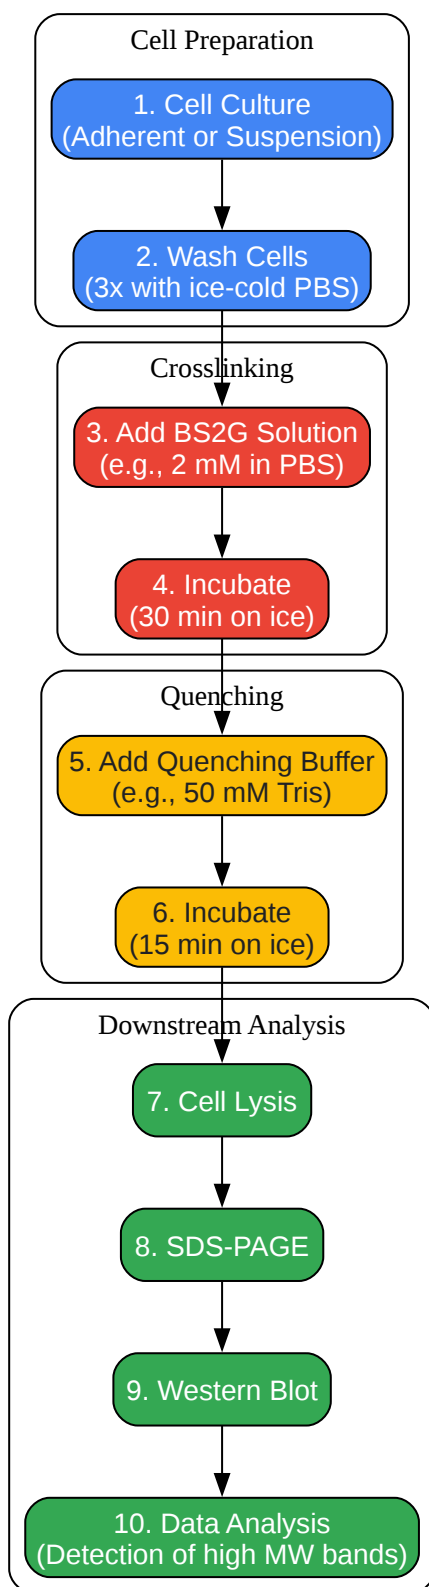 Cell Preparation
1. Cell Culture
(Adherent or Suspension)
2. Wash Cells
(3x with ice-cold PBS)
Crosslinking
3. Add BS2G Solution
(e.g., 2 mM in PBS)
4. Incubate
(30 min on ice)
Quenching
5. Add Quenching Buffer
(e.g., 50 mM Tris)
6. Incubate
(15 min on ice)
Downstream Analysis
7. Cell Lysis
8. SDS-PAGE
9. Western Blot
10. Data Analysis
(Detection of high MW bands)